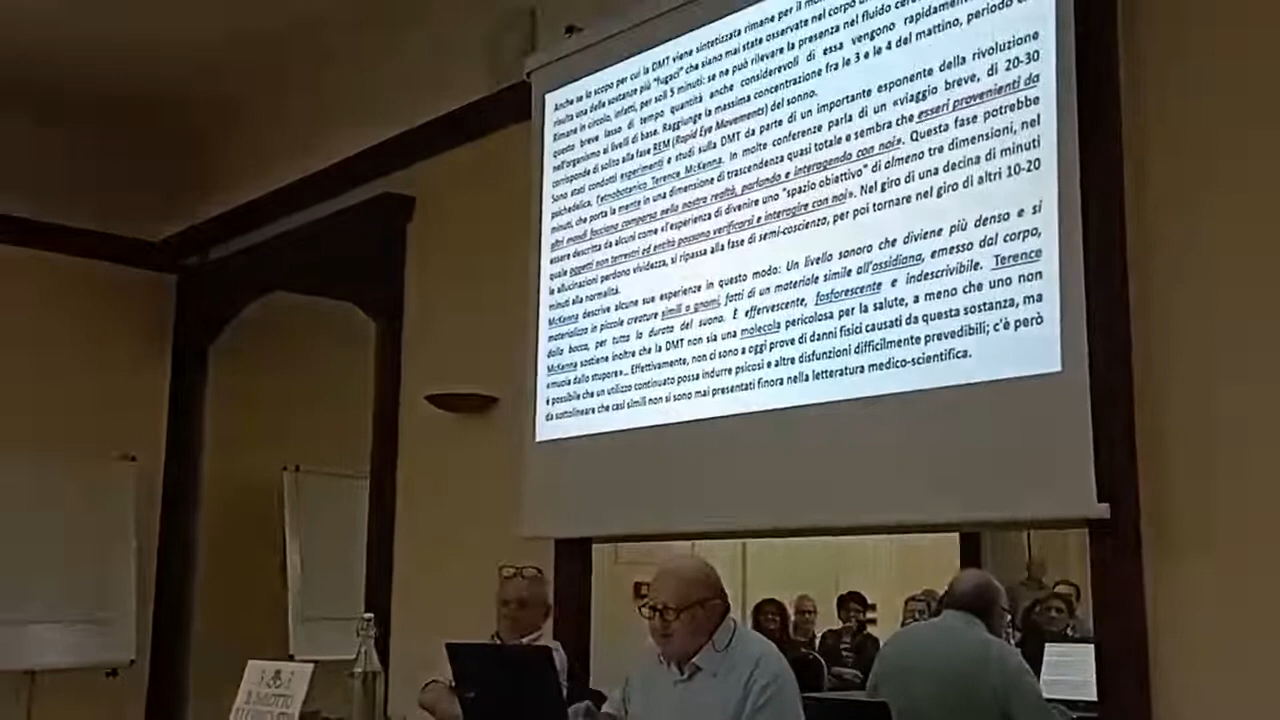 Anche se lo scopo per cui la DMT viene sintetizzata rimane per il
risulta una delle sostanze più "fugaci" che siano mai state osservate nel corpo
Rimane in circolo, infatti, per soli 5 minuti: se ne può rilevare la presenza nel fluido
questo breve lasso di tempo quantità anche considerevoli di essa vengono
nell'organismo ai livelli di base. Raggiunge la massima concentrazione fra le 3 e le 4 del mattino, periodo
corrisponde di solito alla fase REM (Rapid Eye Movements) del sonno.
Sono stati condotti esperimenti e studi sulla DMT da parte di un importante esponente della rivoluzione
psichedelica, l'etnobotanico Terence McKenna. In molte conferenze parla di un «viaggio breve, di 20-30
minuti, che porta la mente in una dimensione di trascendenza quasi totale e sembra che esseri provenienti da
altri mondi facciano comparsa nella nostra realtà, parlando e interagendo con noi». Questa fase potrebbe
essere descritta da alcuni come «l'esperienza di divenire uno "spazio obiettivo" di almeno tre dimensioni, nel
quale oggetti non terrestri ed entità possono verificarsi e interagire con noi». Nel giro di una decina di minuti
le allucinazioni perdono vividezza, si ripassa alla fase di semi-coscienza, per poi tornare nel giro di altri 10-20
minuti alla normalità.
McKenna descrive alcune sue esperienze in questo modo: Un livello sonoro che diviene più denso e si
materializza in piccole creature simili a gnomi, fatti di un materiale simile all'ossidiana, emesso dal corpo,
dalla bocca, per tutta la durata del suono. È effervescente, fosforescente e indescrivibile. Terence
McKenna sostiene inoltre che la DMT non sia una molecola pericolosa per la salute, a meno che uno non
«muoia dallo stupore»... Effettivamente, non ci sono a oggi prove di danni fisici causati da questa sostanza, ma
è possibile che un utilizzo continuato possa indurre psicosi e altre disfunzioni difficilmente prevedibili; c'è però
da sottolineare che casi simili non si sono mai presentati finora nella letteratura medico-scientifica.